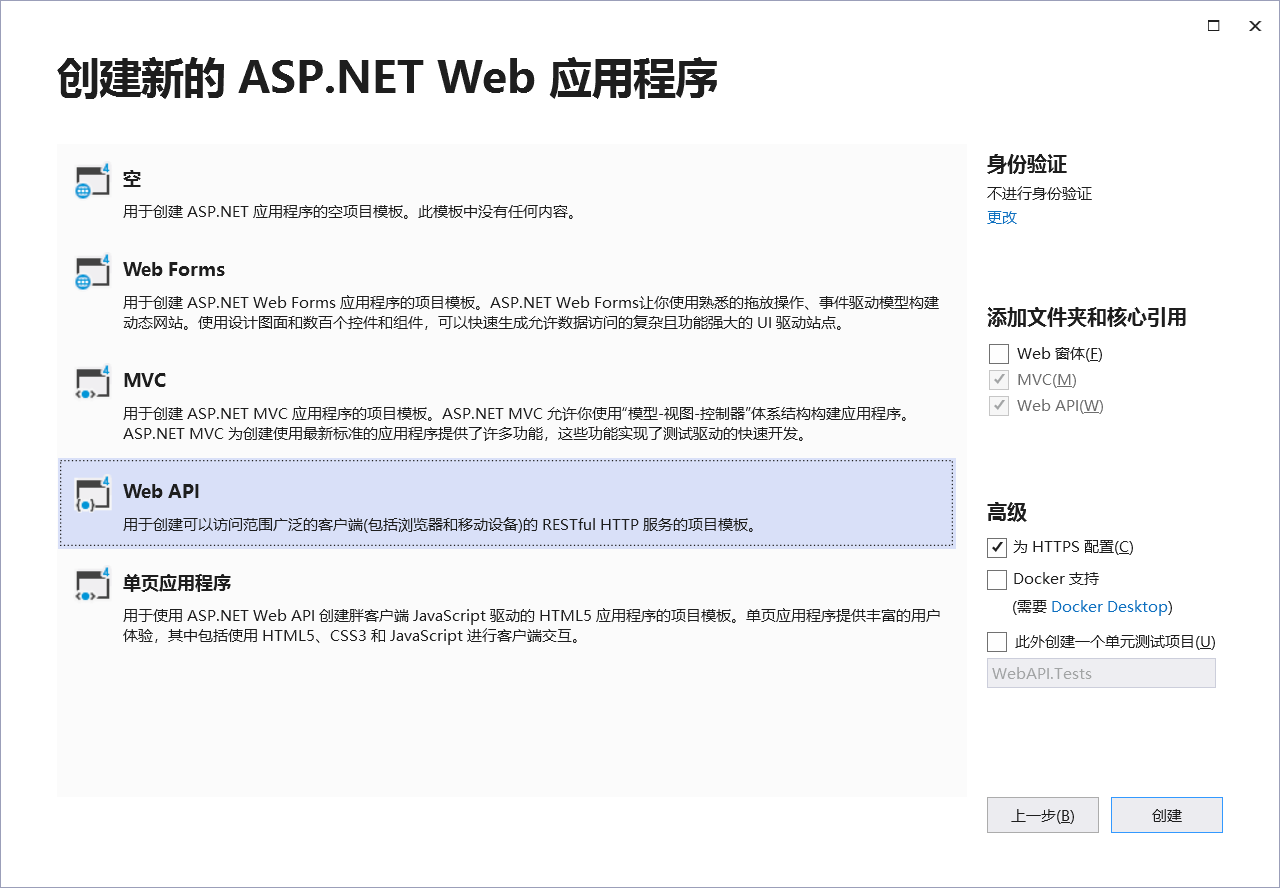 创建新的 ASP.NET Web 应用程序
空
用于创建 ASP.NET 应用程序的空项目模板。此模板中没有任何内容。
Web Forms
用于创建 ASP.NET Web Forms 应用程序的项目模板。ASP.NET Web Forms让你使用熟悉的拖放操作、事件驱动模型构建
动态网站。使用设计图面和数百个控件和组件，可以快速生成允许数据访问的复杂且功能强大的 UI 驱动站点。
MVC
用于创建 ASP.NET MVC 应用程序的项目模板。ASP.NET MVC 允许你使用“模型-视图-控制器”体系结构构建应用程序。
ASP.NET MVC 为创建使用最新标准的应用程序提供了许多功能，这些功能实现了测试驱动的快速开发。
Web API
用于创建可以访问范围广泛的客户端(包括浏览器和移动设备)的 RESTful HTTP 服务的项目模板。
单页应用程序
用于使用 ASP.NET Web API 创建胖客户端 JavaScript 驱动的 HTML5 应用程序的项目模板。单页应用程序提供丰富的用户
体验，其中包括使用 HTML5、CSS3 和 JavaScript 进行客户端交互。
身份验证
不进行身份验证
更改
添加文件夹和核心引用
Web 窗体(F)
MVC(M)
Web API(W)
高级
为 HTTPS 配置(C)
Docker 支持
(需要 Docker Desktop)
此外创建一个单元测试项目(U)
WebAPI.Tests
上一步(B)
创建